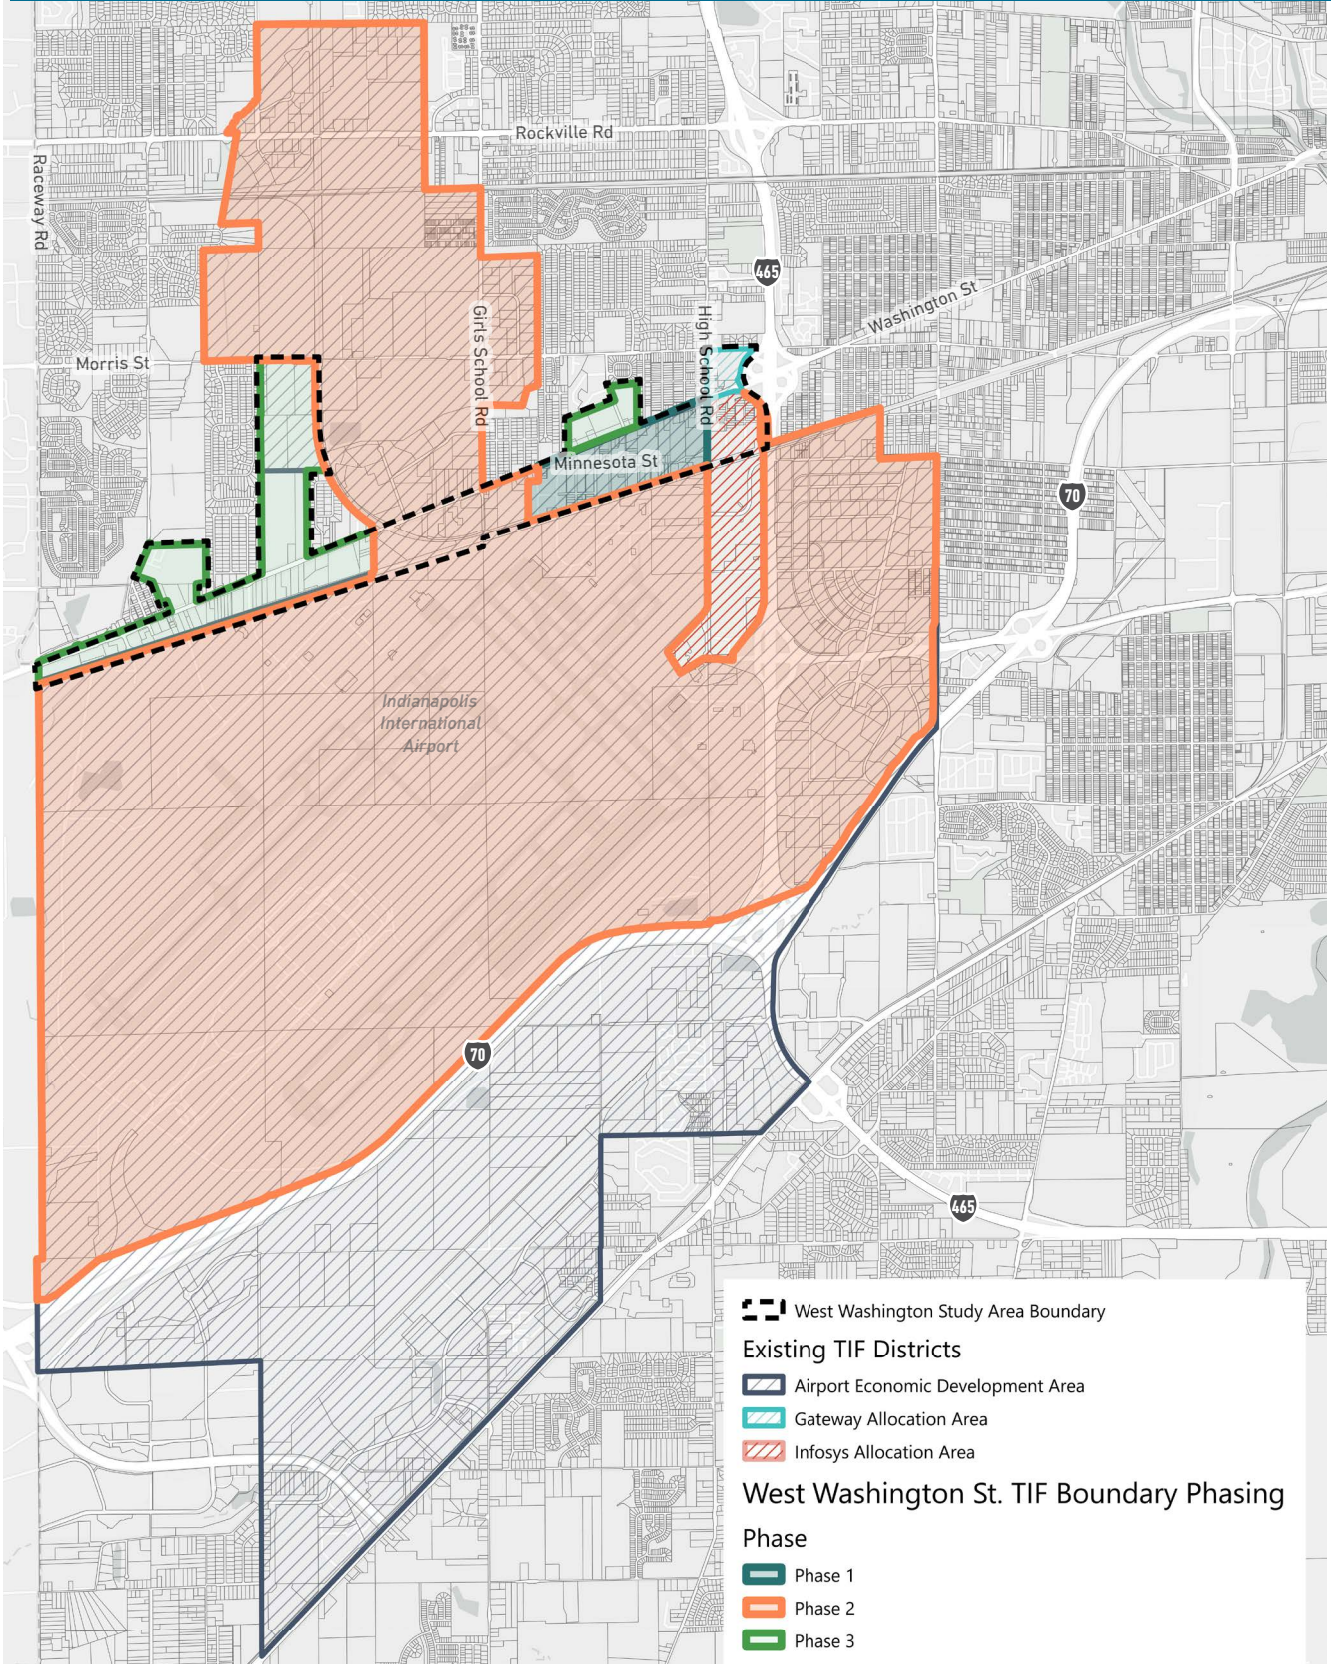 Rockville Rd
Raceway Rd
465
Washington St
Girls School Rd
High School Rd
Morris St
Minnesota St
70
Indianapolis
International
Airport
70
465
West Washington Study Area Boundary
Existing TIF Districts
Airport Economic Development Area
Gateway Allocation Area
Infosys Allocation Area
West Washington St. TIF Boundary Phasing
Phase
Phase 1
Phase 2
Phase 3